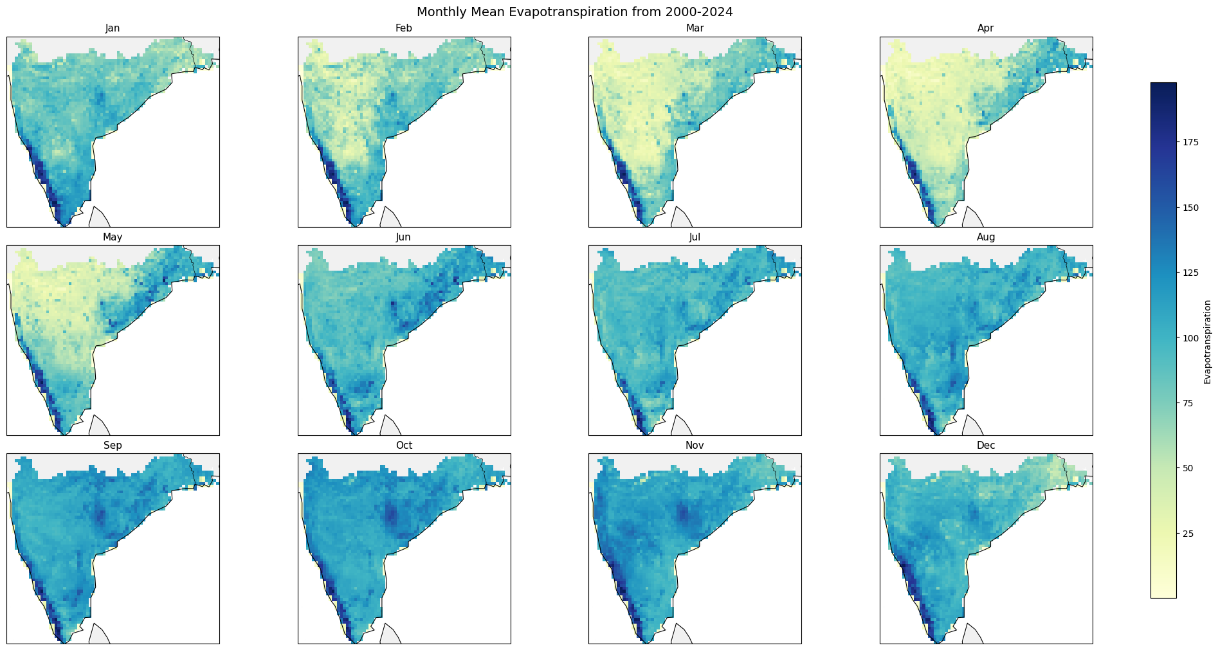 Monthly Mean Evapotranspiration from 2000-2024
Jan
Feb
Mar
Apr
May
Jun
Jul
Aug
Sep
Oct
Nov
Dec
175
150
125
100
75
50
25
Evapotranspiration